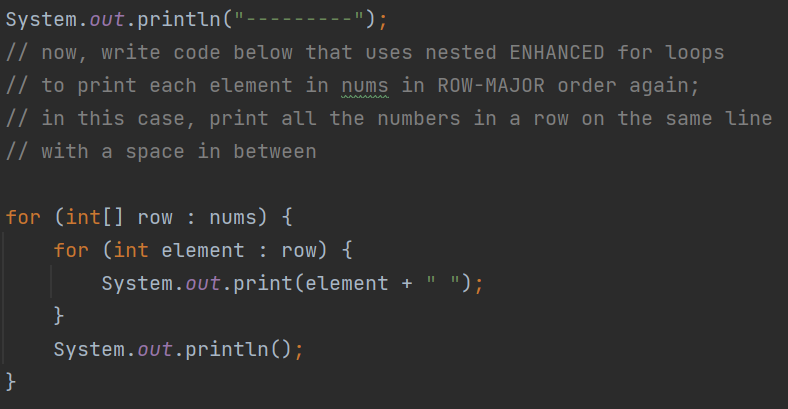 System.out.println("---------");
// now, write code below that uses nested ENHANCED for loops
// to print each element in nums in ROW-MAJOR order again;
// in this case, print all the numbers in a row on the same line
// with a space in between
for (int[] row : nums) {
for (int element : row) {
System.out.print(element + " ");
}
System.out.println();
}